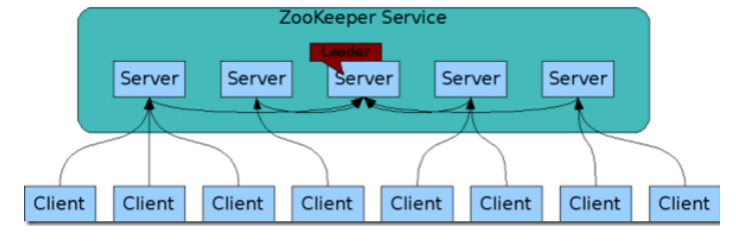 ZooKeeper Service
Leader
Server Server Server Server Server
Client Client Client Client Client Client Client Client